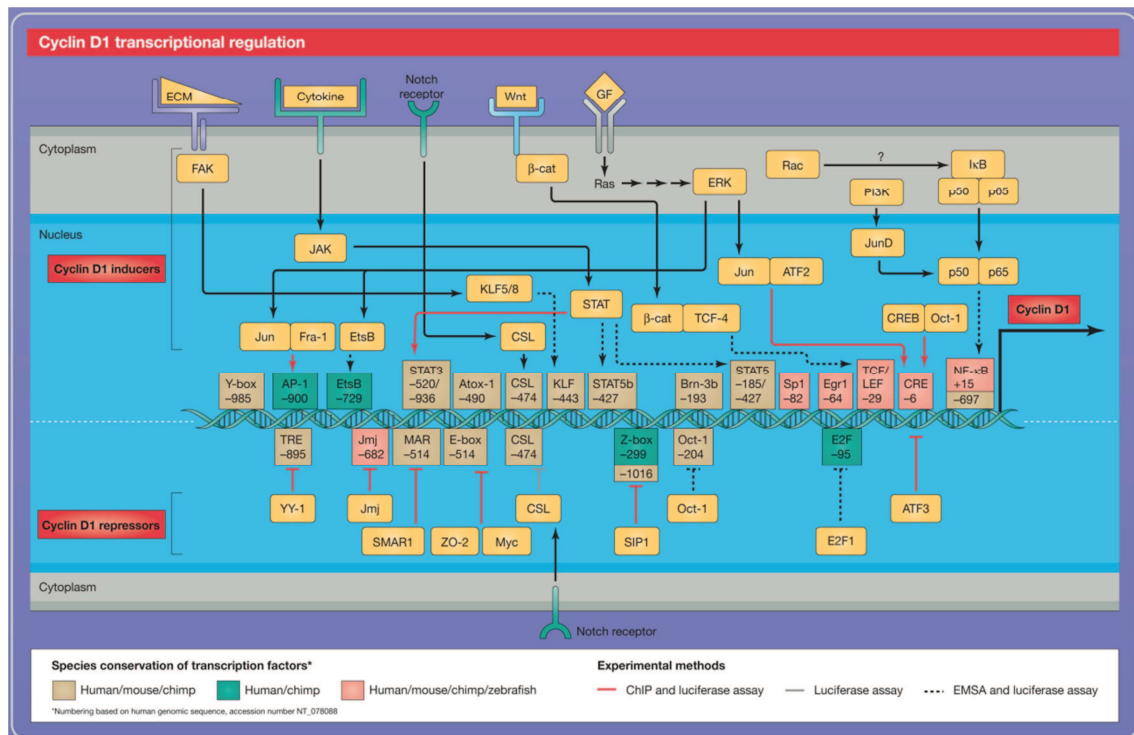 Cyclin D1 transcriptional regulation
ECM
Cytokine
Notch
receptor
Wnt
GF
Cytoplasm
FAK
β-cat
Ras
ERK
Rac
?
IκB
p50
p65
PI3K
Nucleus
Cyclin D1 inducers
JAK
JunD
KLF5/8
STAT
Jun
ATF2
p50
p65
β-cat
TCF-4
CREB
Oct-1
Cyclin D1
Jun
Fra-1
EtsB
CSL
Y-box
–985
AP-1
–900
EtsB
–729
STAT3
–520/
–936
Atox-1
–490
CSL
–474
KLF
–443
STAT5b
–427
Brn-3b
–193
STAT5
–185/
–427
Sp1
–82
Egr1
–64
TCF/
LEF
–29
CRE
–6
NF-κB
+15
–697
TRE
–895
Jmj
–682
MAR
–514
E-box
–514
CSL
–474
Z-box
–299
–1016
Oct-1
–204
E2F
–95
Cyclin D1 repressors
YY-1
Jmj
SMAR1
ZO-2
Myc
CSL
SIP1
Oct-1
E2F1
ATF3
Cytoplasm
Notch receptor
Species conservation of transcription factors*
Human/mouse/chimp
Human/chimp
Human/mouse/chimp/zebrafish
*Numbering based on human genomic sequence, accession number NT_078088
Experimental methods
ChIP and luciferase assay
Luciferase assay
EMSA and luciferase assay